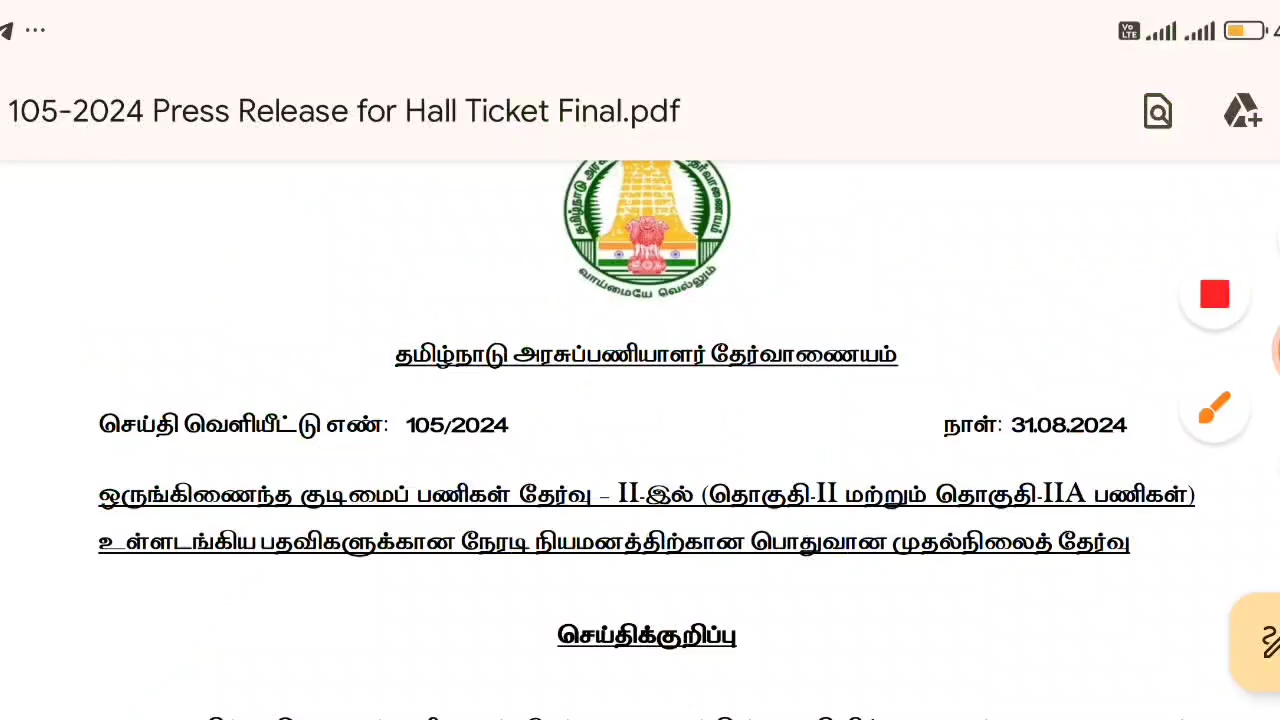 105-2024 Press Release for Hall Ticket Final.pdf
வாய்மையே வெல்லும்
தமிழ்நாடு அரசுப்பணியாளர் தேர்வாணையம்
செய்தி வெளியீட்டு எண்: 105/2024 நாள்: 31.08.2024
ஒருங்கிணைந்த குடிமைப் பணிகள் தேர்வு – II-இல் (தொகுதி-II மற்றும் தொகுதி-IIA பணிகள்)
உள்ளடங்கிய பதவிகளுக்கான நேரடி நியமனத்திற்கான பொதுவான முதல்நிலைத் தேர்வு
செய்திக்குறிப்பு